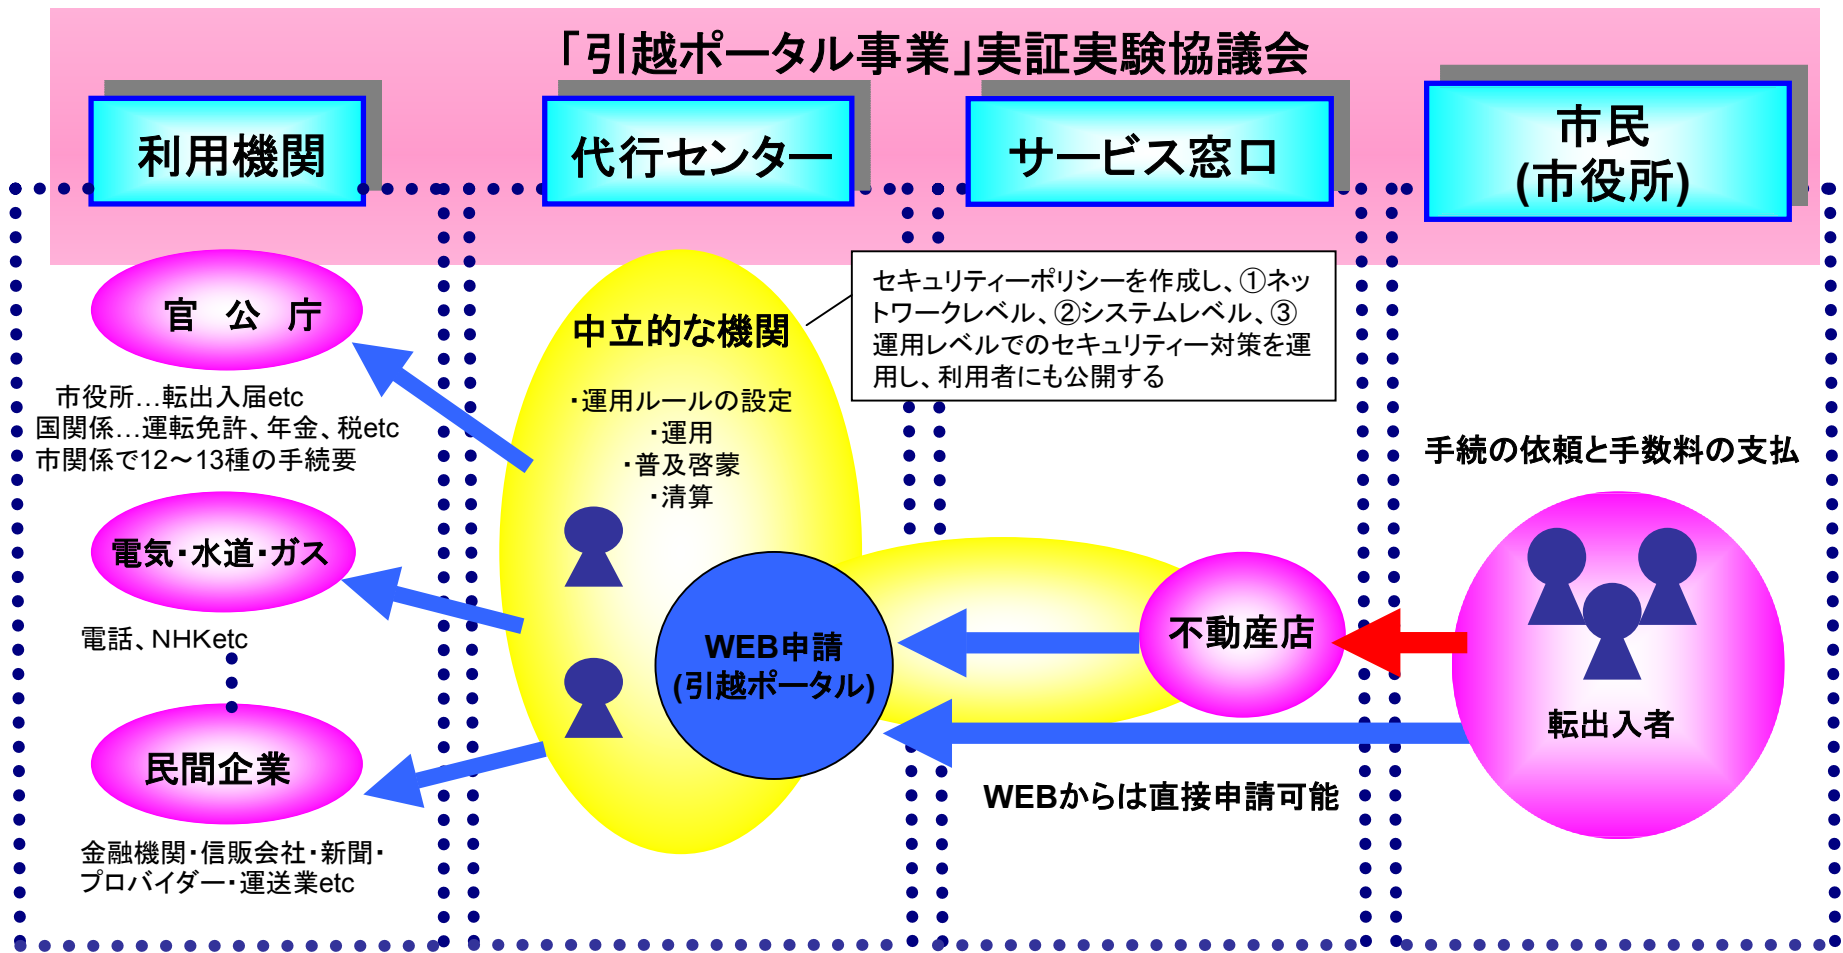 「引越ポータル事業」実証実験協議会
利用機関
代行センター
サービス窓口
市民
(市役所)
官 公 庁
市役所…転出入届etc
国関係…運転免許、年金、税etc
市関係で12～13種の手続要
電気・水道・ガス
電話、NHKetc
民間企業
金融機関・信販会社・新聞・
プロバイダー・運送業etc
中立的な機関
・運用ルールの設定
・運用
・普及啓蒙
・清算
WEB申請
(引越ポータル)
セキュリティーポリシーを作成し、①ネッ
トワークレベル、②システムレベル、③
運用レベルでのセキュリティー対策を運
用し、利用者にも公開する
不動産店
WEBからは直接申請可能
手続の依頼と手数料の支払
転出入者